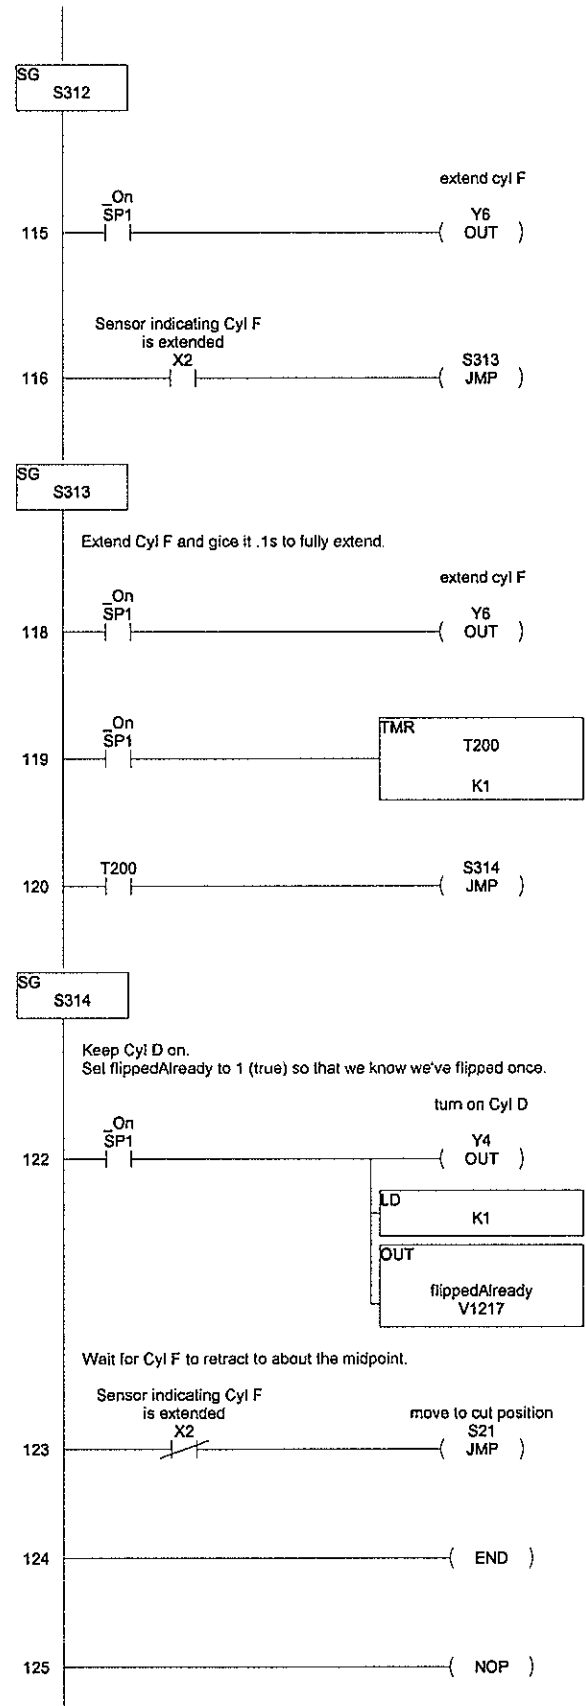 SG
S312
extend cyl F
_On
SP1
Y6
115
OUT
Sensor indicating Cyl F
is extended
X2
S313
116
JMP
SG
S313
Extend Cyl F and gice it .1s to fully extend.
extend cyl F
_On
SP1
Y6
118
OUT
_On
SP1
TMR
T200
119
K1
T200
S314
120
JMP
SG
S314
Keep Cyl D on.
Set flippedAlready to 1 (true) so that we know we've flipped once.
turn on Cyl D
_On
SP1
Y4
122
OUT
LD
K1
OUT
flippedAlready
V1217
Wait for Cyl F to retract to about the midpoint.
Sensor indicating Cyl F
is extended
X2
move to cut position
S21
123
JMP
124
END
125
NOP